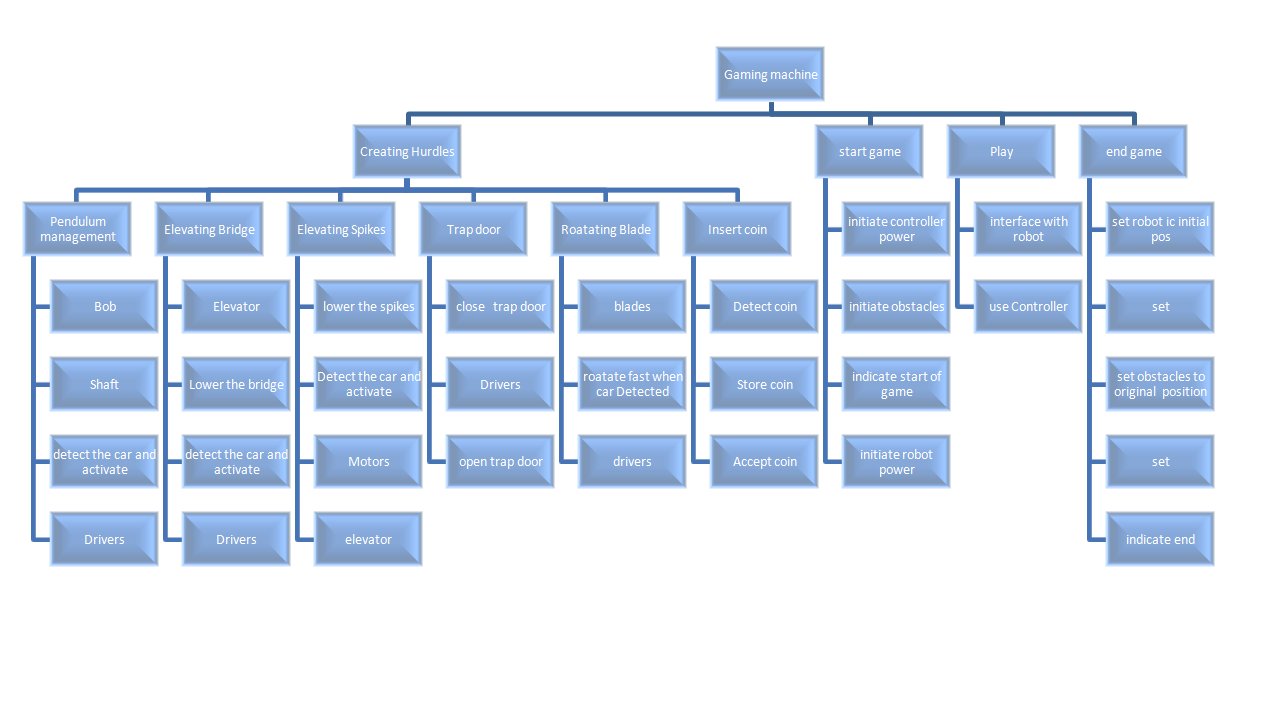 Gaming machine
Creating Hurdles
start game
Play
end game
Pendulum
management
Elevating Bridge
Elevating Spikes
Trap door
Roatating Blade
Insert coin
initiate controller
power
interface with
robot
set robot ic initial
pos
Bob
Elevator
lower the spikes
close trap door
blades
Detect coin
initiate obstacles
use Controller
set
Shaft
Lower the bridge
Detect the car and
activate
Drivers
roatate fast when
car Detected
Store coin
indicate start of
game
set obstacles to
original position
detect the car and
activate
detect the car and
activate
Motors
open trap door
drivers
Accept coin
initiate robot
power
set
Drivers
Drivers
elevator
indicate end